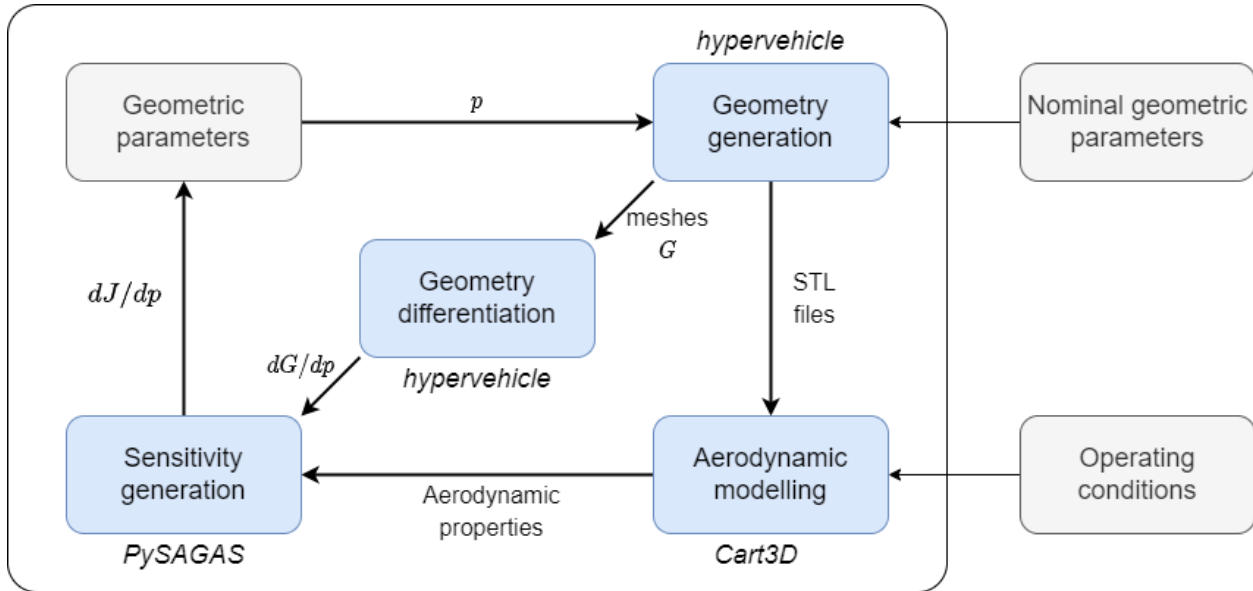 hypervehicle
Geometric
parameters
p
Geometry
generation
Nominal geometric
parameters
meshes
G
Geometry
differentiation
hypervehicle
STL
files
dJ/dp
dG/dp
Sensitivity
generation
PySAGAS
Aerodynamic
properties
Aerodynamic
modelling
Cart3D
Operating
conditions